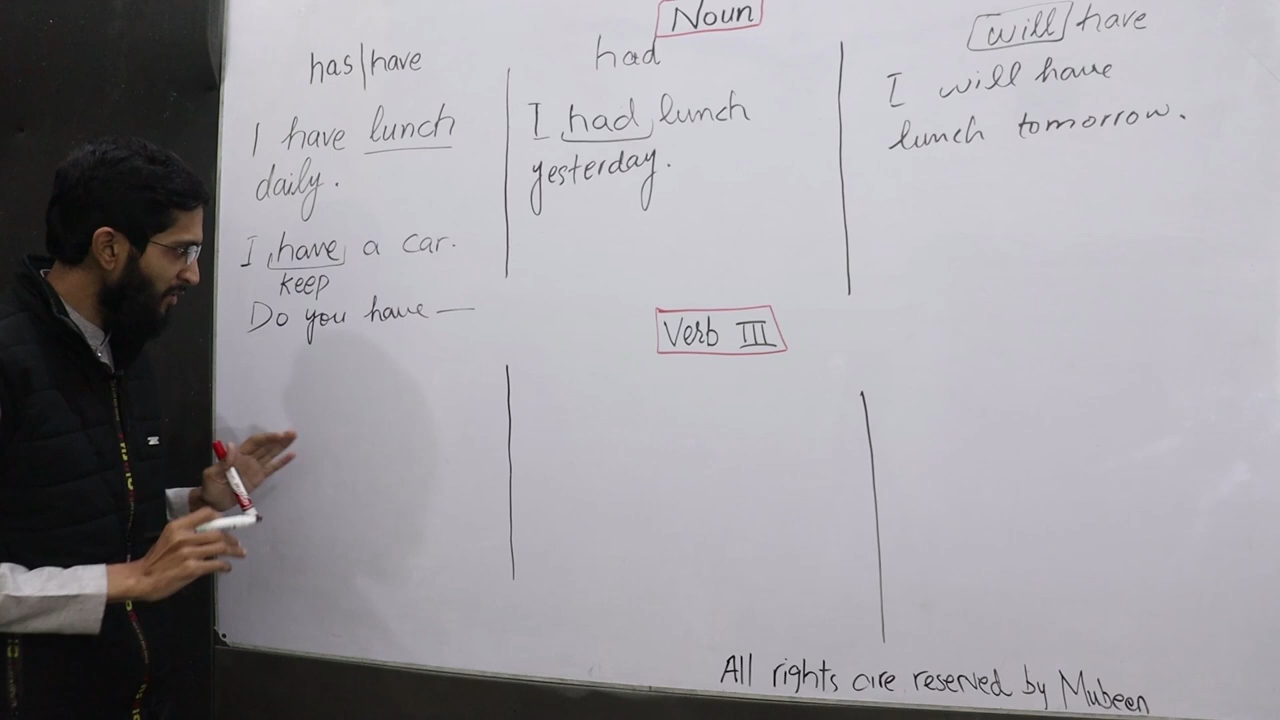 Noun
has|have
I have lunch
daily.
I have a car.
keep
Do you have —
had
I had lunch
yesterday.
will have
I will have
lunch tomorrow.
Verb III
All rights are reserved by Mubeen